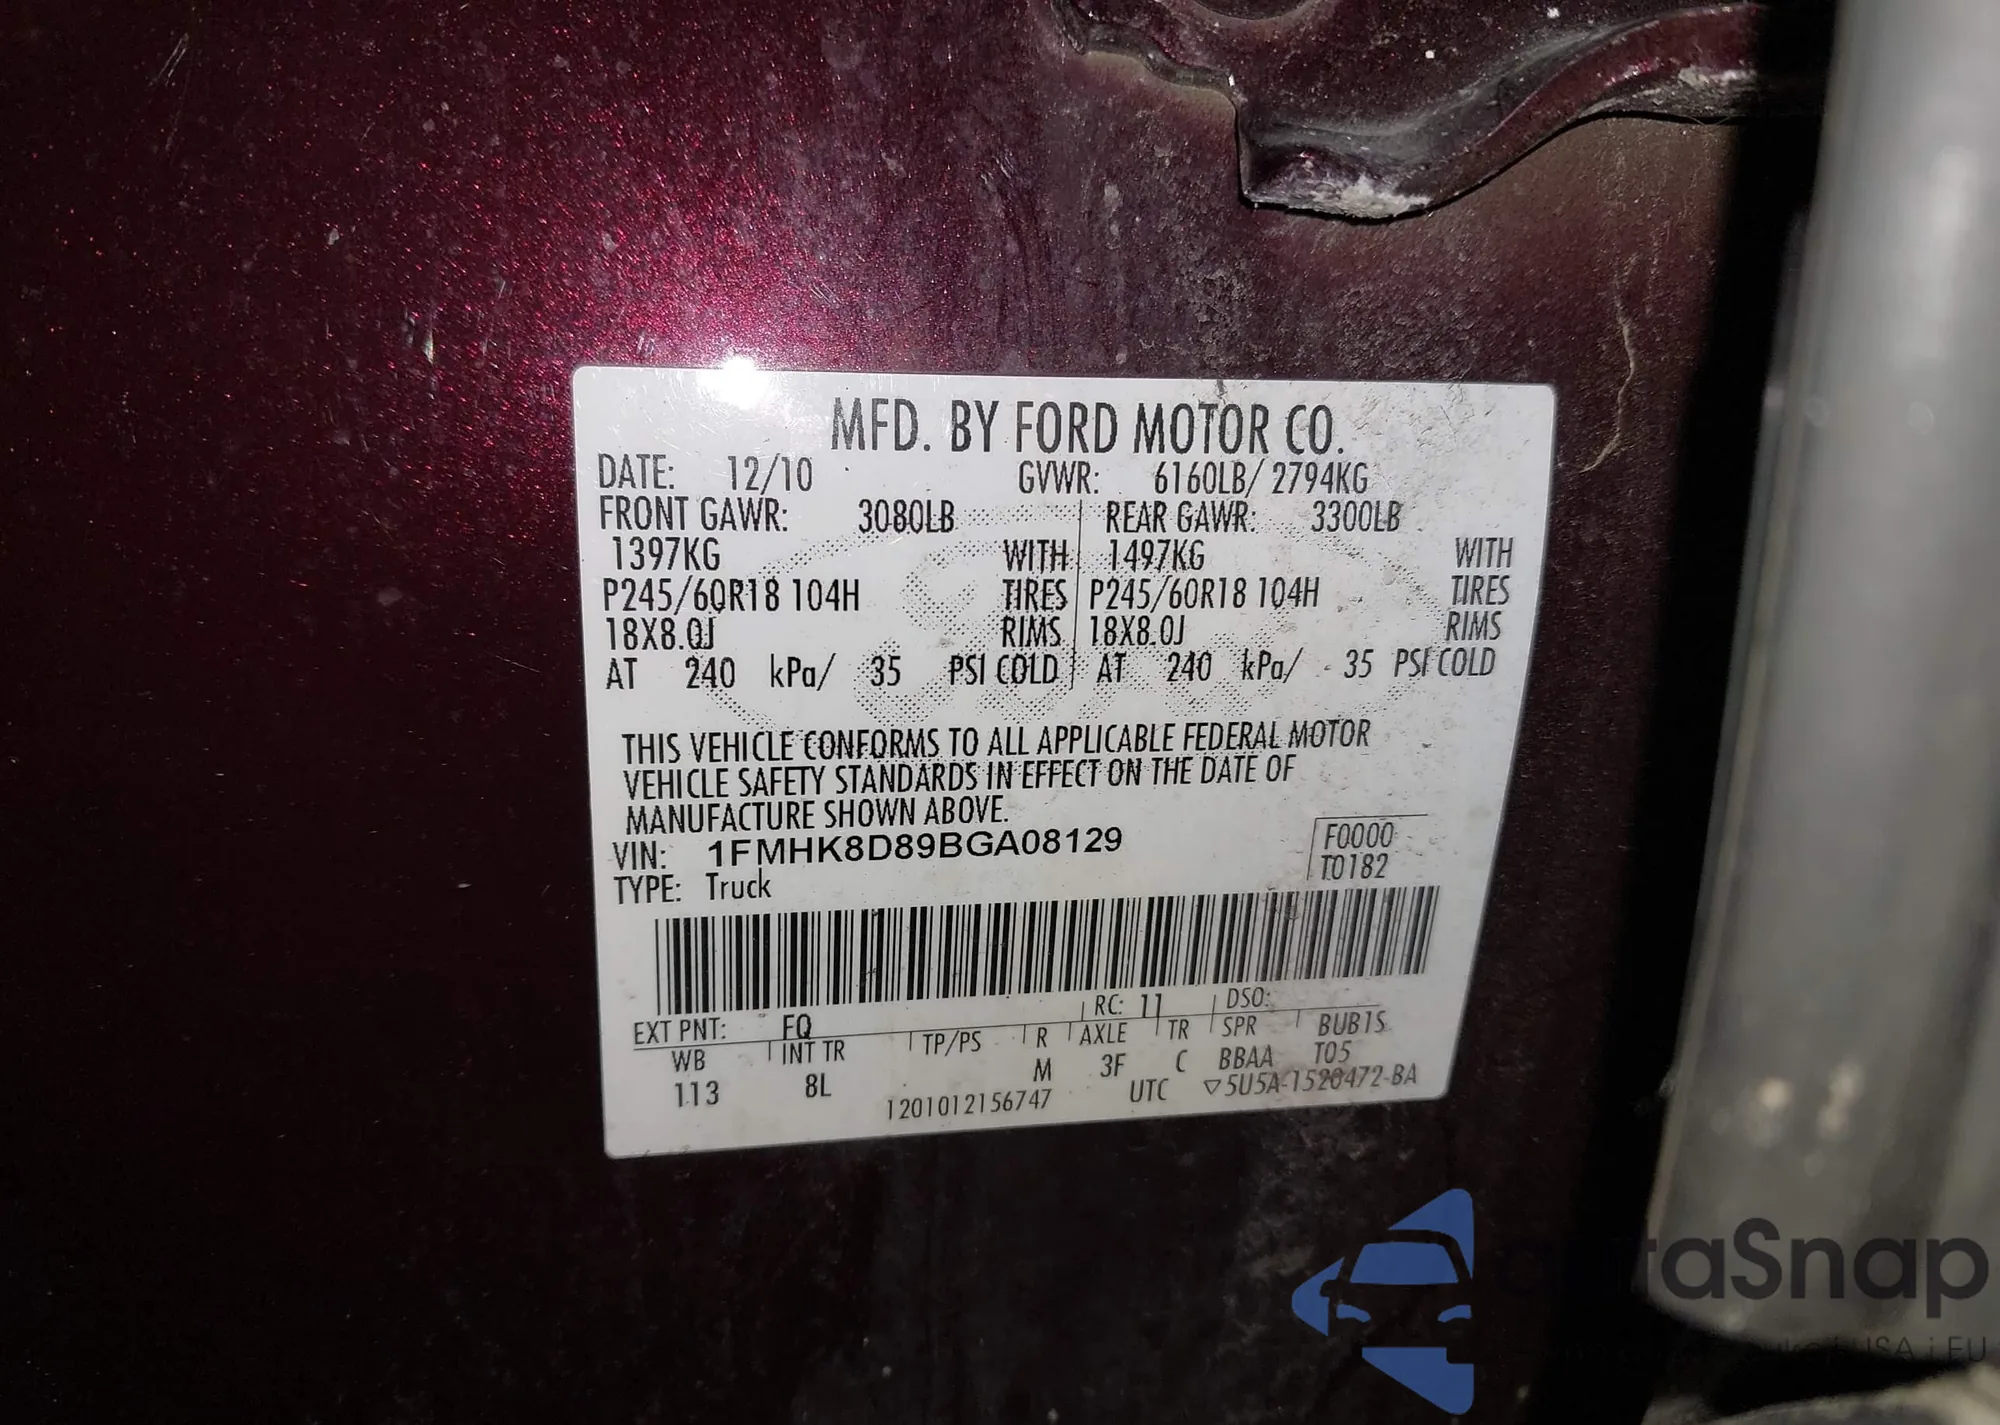 MFD. BY FORD MOTOR CO.
DATE: 12/10 GVWR: 6160LB/ 2794KG
FRONT GAWR: 3080LB REAR GAWR: 3300LB
1397KG WITH 1497KG WITH
P245/60R18 104H TIRES P245/60R18 104H TIRES
18X8.0J RIMS 18X8.0J RIMS
AT 240 kPa/ 35 PSI COLD AT 240 kPa/ 35 PSI COLD
THIS VEHICLE CONFORMS TO ALL APPLICABLE FEDERAL MOTOR
VEHICLE SAFETY STANDARDS IN EFFECT ON THE DATE OF
MANUFACTURE SHOWN ABOVE.
VIN: 1FMHK8D89BGA08129 F0000
TYPE: Truck T0182
RC: 11 DSO:
EXT PNT: FQ
WB INT TR TP/PS R AXLE TR SPR BUB1S
113 8L M 3F C BBAA T05
1201012156747 UTC ▽5U5A-1520472-BA
autoSnap
USA i EU